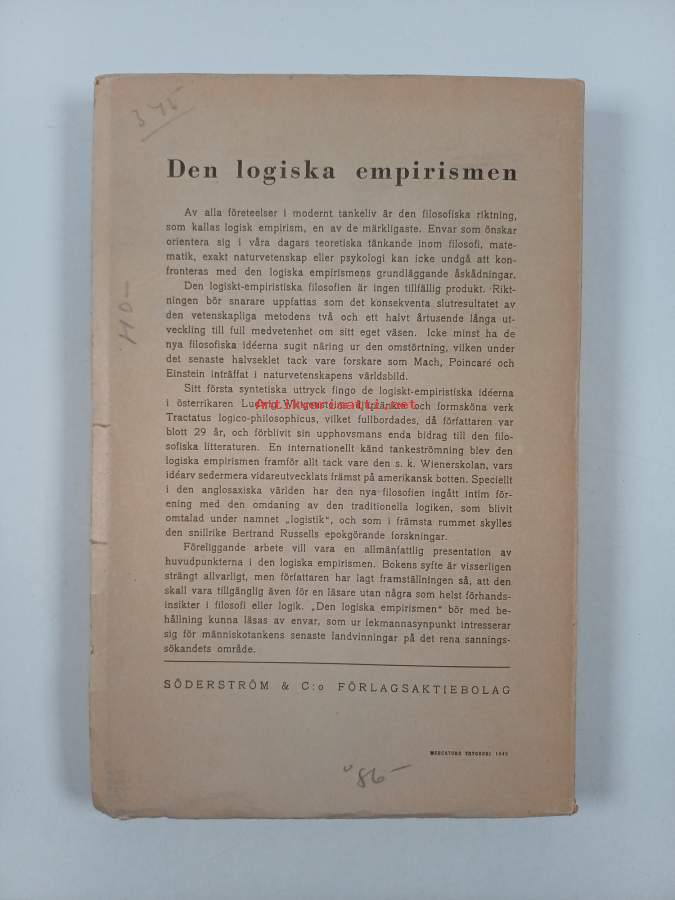 3 45
Den logiska empirismen
Av alla företeelser i modernt tankeliv är den filosofiska riktning,
som kallas logisk empirism, en av de märkligaste. Envar som önskar
orientera sig i våra dagars teoretiska tänkande inom filosofi, mate-
matik, exakt naturvetenskap eller psykologi kan icke undgå att kon-
fronteras med den logiska empirismens grundläggande åskådningar.
Den logiskt-empiristiska filosofien är ingen tillfällig produkt. Rikt-
ningen bör snarare uppfattas som det konsekventa slutresultatet av
den vetenskapliga metodens två och ett halvt årtusende långa ut-
veckling till full medvetenhet om sitt eget väsen. Icke minst ha de
nya filosofiska idéerna sugit näring ur den omstörtning, vilken under
det senaste halvseklet tack vare forskare som Mach, Poincaré och
Einstein inträffat i naturvetenskapens världsbild.
Sitt första syntetiska uttryck fingo de logiskt-empiristiska idéerna
i österrikaren Ludwig Wittgensteins djuptänkta och formsköna verk
Tractatus logico-philosophicus, vilket fullbordades, då författaren var
blott 29 år, och förblivit sin upphovsmans enda bidrag till den filo-
sofiska litteraturen. En internationellt känd tankeströmning blev den
logiska empirismen framför allt tack vare den s. k. Wienerskolan, vars
idéarv sedermera vidareutvecklats främst på amerikansk botten. Speciellt
i den anglosaxiska världen har den nya filosofien ingått intim för-
ening med den omdaning av den traditionella logiken, som blivit
omtalad under namnet „logistik“, och som i främsta rummet skylles
den snillrike Bertrand Russells epokgörande forskningar.
Föreliggande arbete vill vara en allmänfattlig presentation av
huvudpunkterna i den logiska empirismen. Bokens syfte är visserligen
strängt allvarligt, men författaren har lagt framställningen så, att den
skall vara tillgänglig även för en läsare utan några som helst förhands-
insikter i filosofi eller logik. „Den logiska empirismen“ bör med be-
hållning kunna läsas av envar, som ur lekmannasynpunkt intresserar
sig för människotankens senaste landvinningar på det rena sannings-
sökandets område.
SÖDERSTRÖM & C:o FÖRLAGSAKTIEBOLAG
MERCATORS TRYCKERI 1943
86-